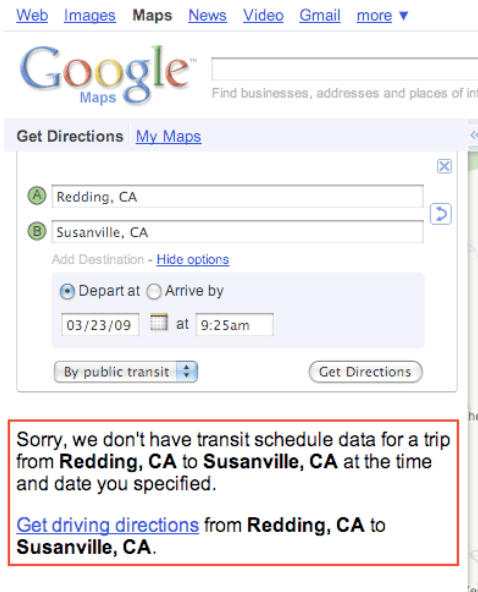 Web Images Maps News Video Gmail more ▼
Google™
Maps
Find businesses, addresses and places of
Get Directions My Maps
A Redding, CA
B Susanville, CA
Add Destination - Hide options
Depart at Arrive by
03/23/09 at 9:25am
By public transit Get Directions
Sorry, we don't have transit schedule data for a trip
from Redding, CA to Susanville, CA at the time
and date you specified.
Get driving directions from Redding, CA to
Susanville, CA.